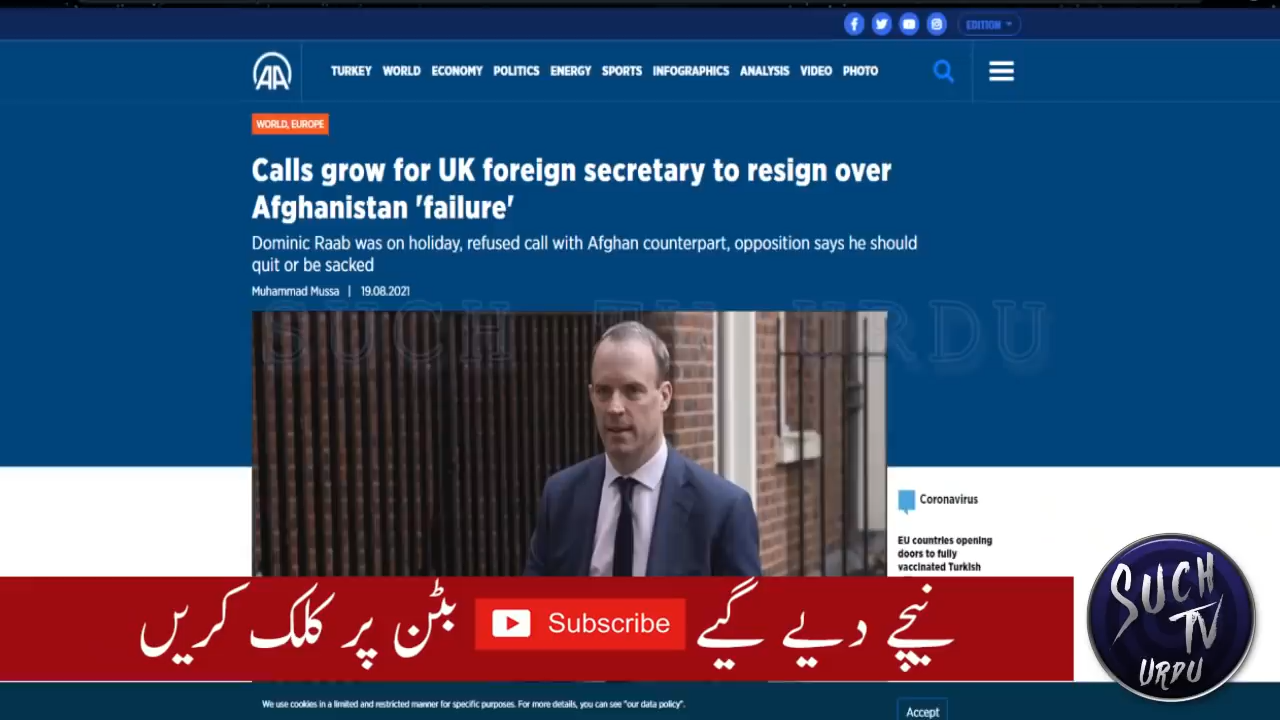 EDITION
AA
TURKEY WORLD ECONOMY POLITICS ENERGY SPORTS INFOGRAPHICS ANALYSIS VIDEO PHOTO
WORLD, EUROPE
Calls grow for UK foreign secretary to resign over
Afghanistan 'failure'
Dominic Raab was on holiday, refused call with Afghan counterpart, opposition says he should
quit or be sacked
Muhammad Mussa | 19.08.2021
SUCH TV URDU
Coronavirus
EU countries opening
doors to fully
vaccinated Turkish
نیچے دیے گیے Subscribe بٹن پر کلک کریں
SUCH
TV
URDU
We use cookies in a limited and restricted manner for specific purposes. For more details, you can see "our data policy".
Accept